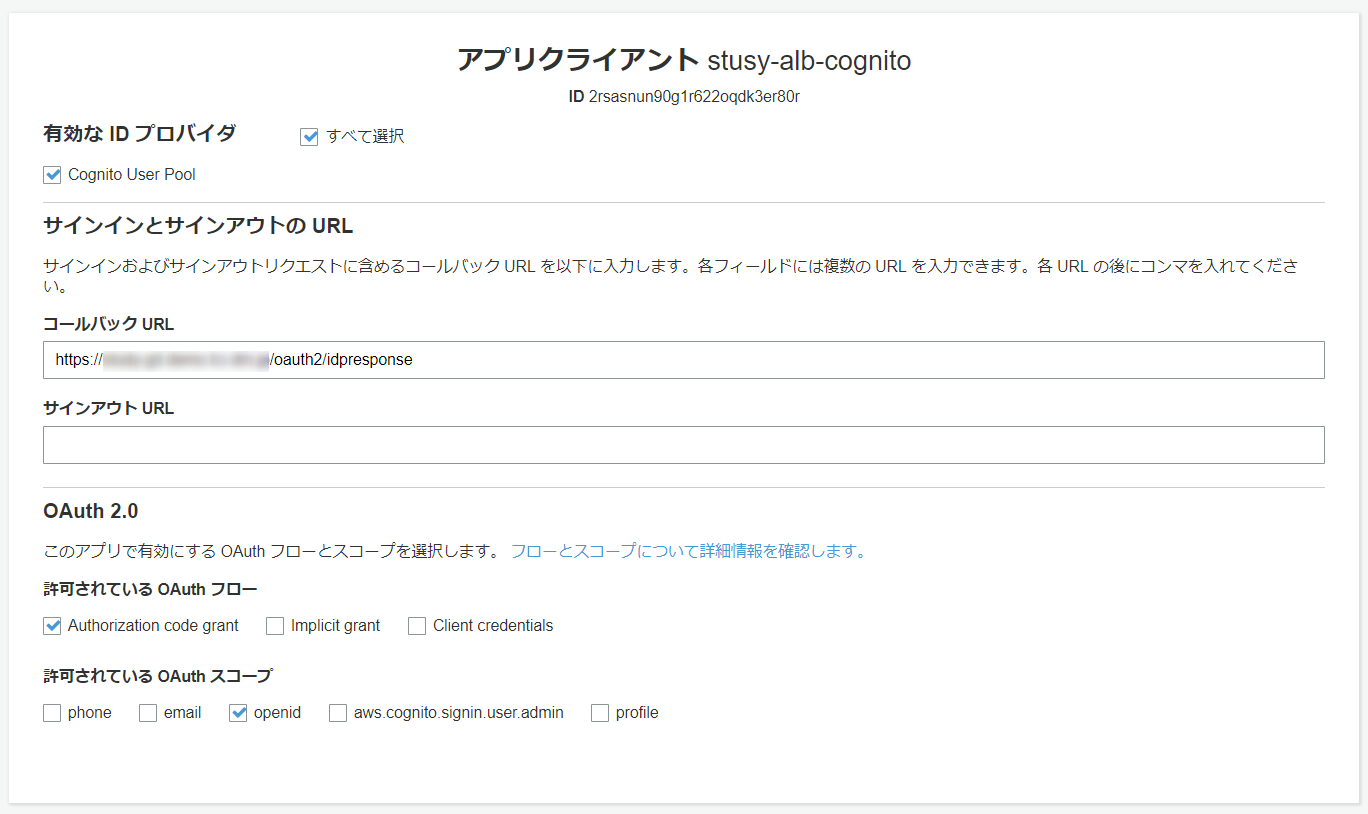 アプリクライアント stusy-alb-cognito
ID 2rsasnun90g1r622oqdk3er80r
有効な ID プロバイダ すべて選択
Cognito User Pool
サインインとサインアウトの URL
サインインおよびサインアウトリクエストに含めるコールバック URL を以下に入力します。各フィールドには複数の URL を入力できます。各 URL の後にコンマを入れてくださ
い。
コールバック URL
https:// /oauth2/idpresponse
サインアウト URL
OAuth 2.0
このアプリで有効にする OAuth フローとスコープを選択します。 フローとスコープについて詳細情報を確認します。
許可されている OAuth フロー
Authorization code grant Implicit grant Client credentials
許可されている OAuth スコープ
phone email openid aws.cognito.signin.user.admin profile